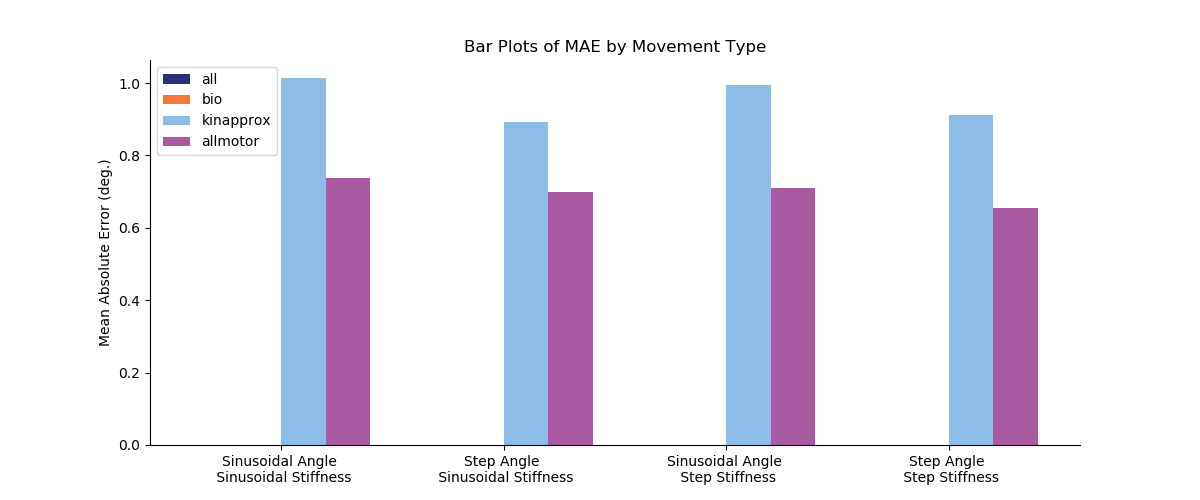 Bar Plots of MAE by Movement Type
Mean Absolute Error (deg.)
1.0
0.8
0.6
0.4
0.2
0.0
all
bio
kinapprox
allmotor
Sinusoidal Angle
Sinusoidal Stiffness
Step Angle
Sinusoidal Stiffness
Sinusoidal Angle
Step Stiffness
Step Angle
Step Stiffness